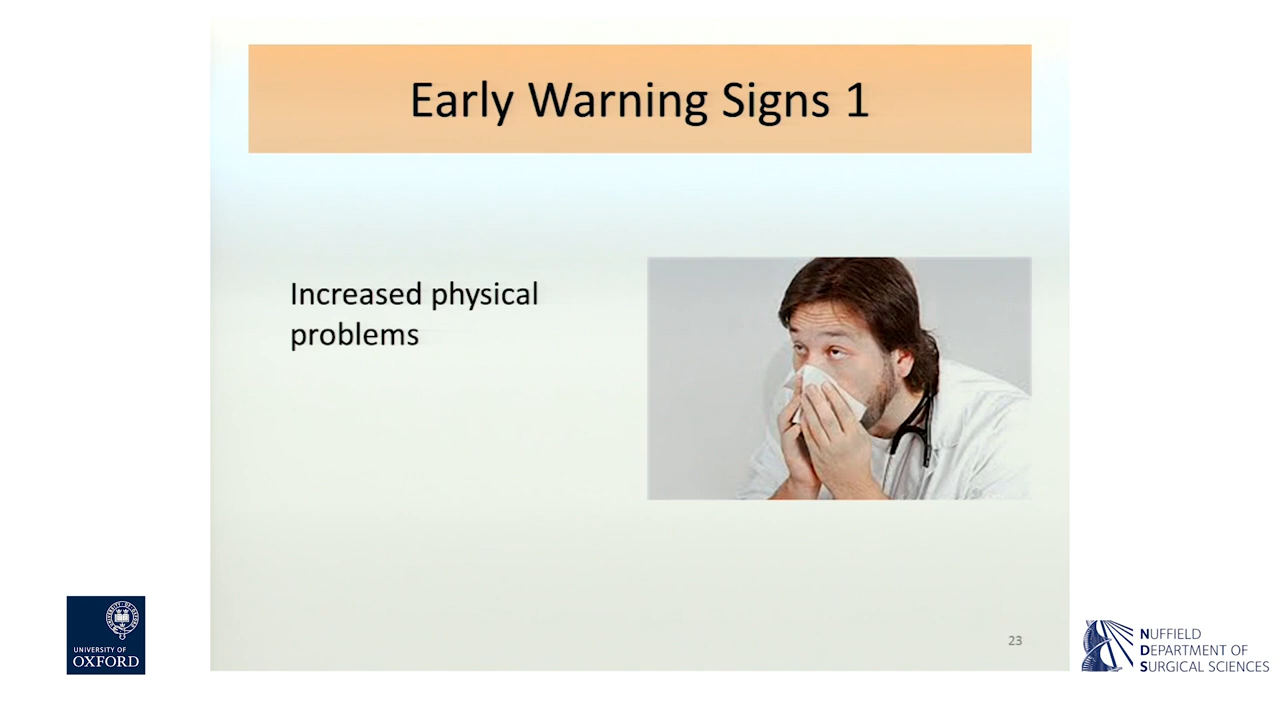 Early Warning Signs 1
Increased physical
problems
23
UNIVERSITY OF
OXFORD
NUFFIELD
DEPARTMENT OF
SURGICAL SCIENCES